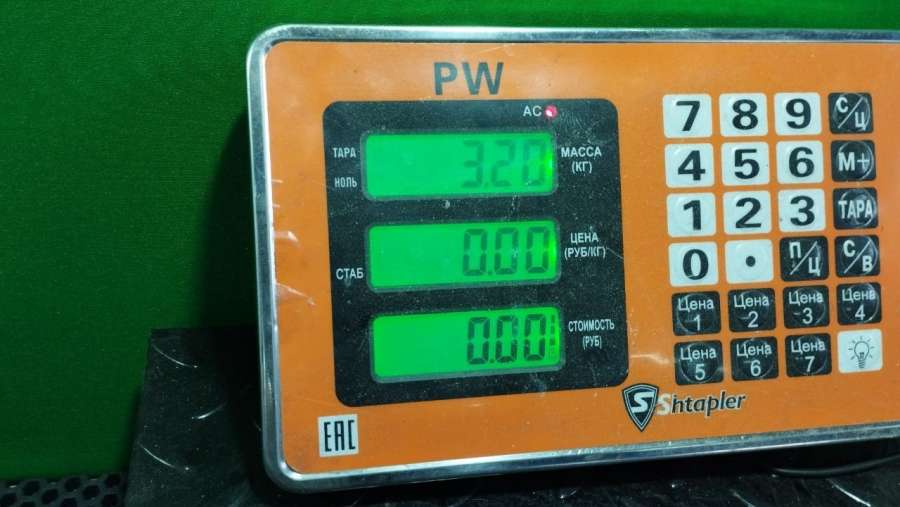 PW
AC
ТАРА
НОЛЬ
3.20
МАССА
(КГ)
СТАБ
0.00
ЦЕНА
(РУБ/КГ)
0.00
СТОИМОСТЬ
(РУБ)
7 8 9 С/Ц
4 5 6 М+
1 2 3 ТАРА
0 . П/Ц С/В
Цена 1 Цена 2 Цена 3 Цена 4
Цена 5 Цена 6 Цена 7
S Shtapler
EAC